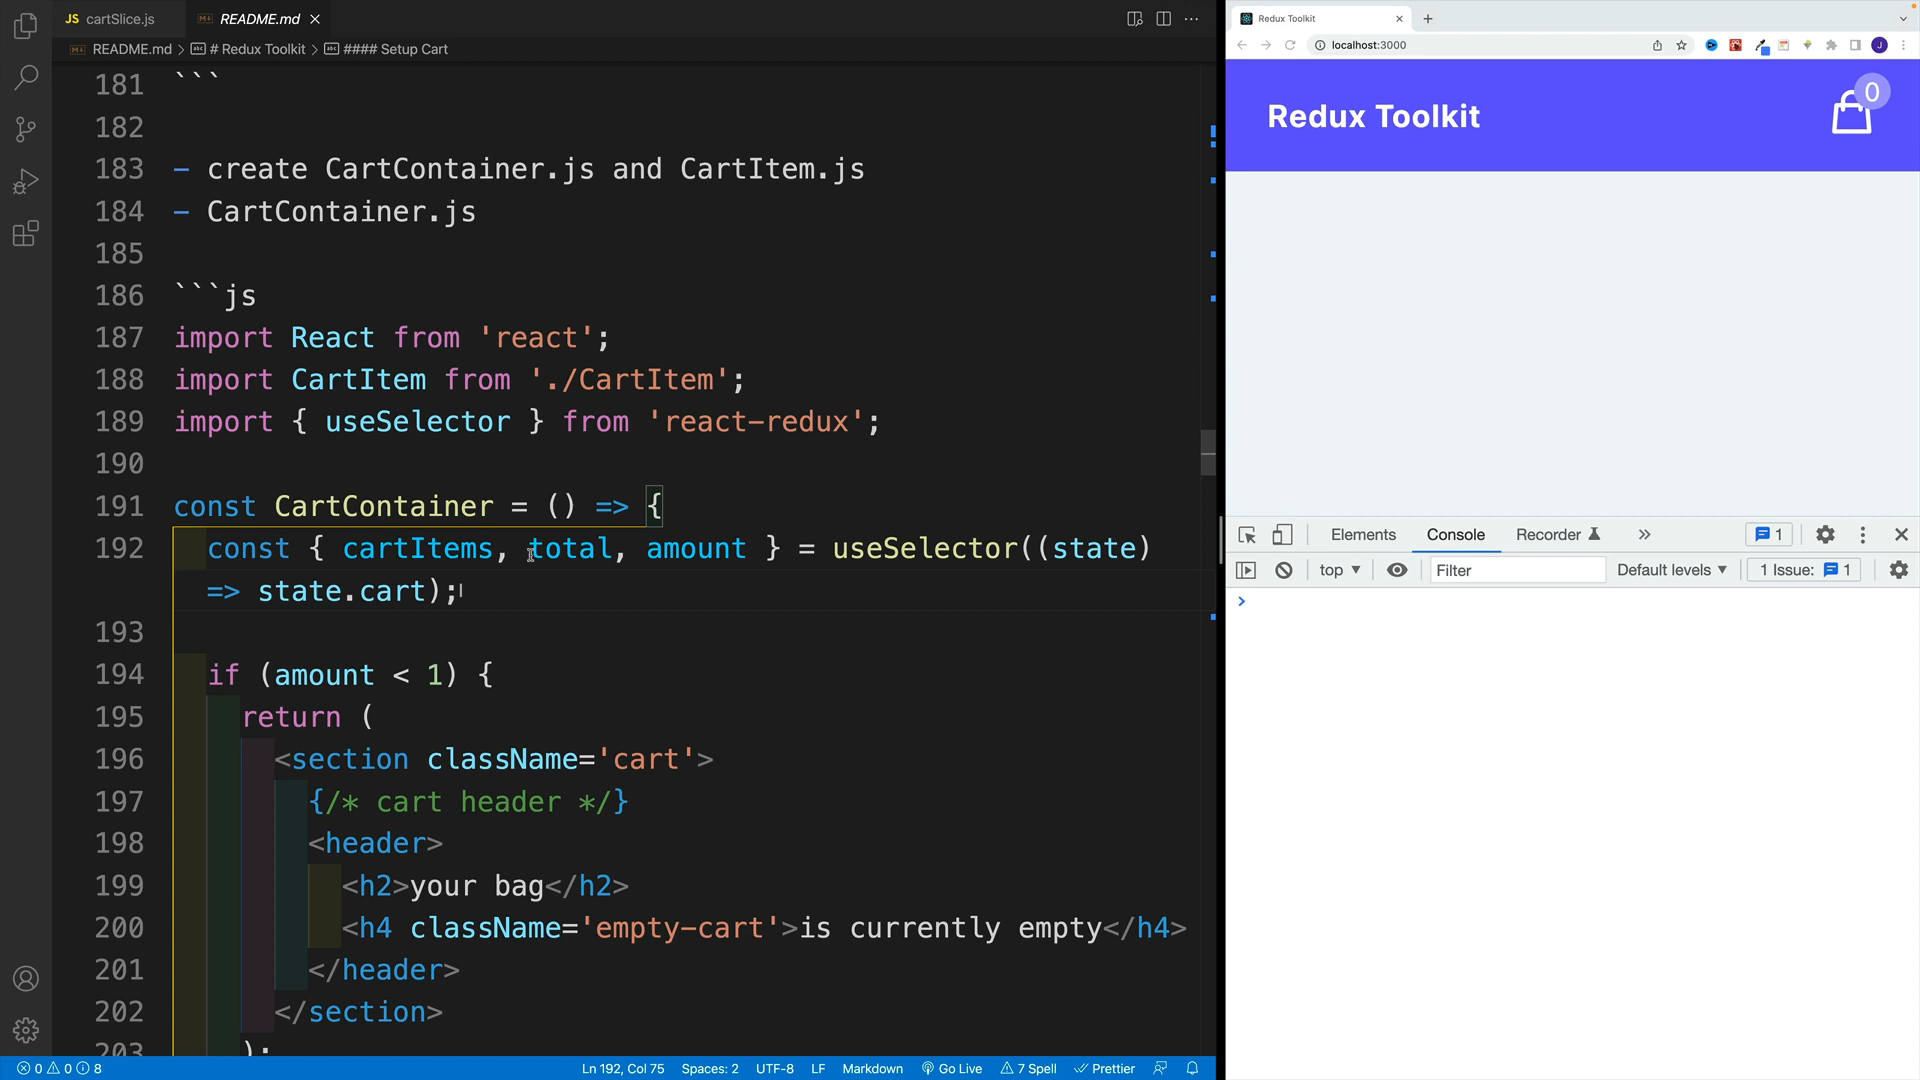 JS cartSlice.js
README.md
README.md > # Redux Toolkit > #### Setup Cart
181 ```
182
183 - create CartContainer.js and CartItem.js
184 - CartContainer.js
185
186 ```js
187 import React from 'react';
188 import CartItem from './CartItem';
189 import { useSelector } from 'react-redux';
190
191 const CartContainer = () => {
192 const { cartItems, total, amount } = useSelector((state)
=> state.cart);
193
194 if (amount < 1) {
195 return (
196 <section className='cart'>
197 {/* cart header */}
198 <header>
199 <h2>your bag</h2>
200 <h4 className='empty-cart'>is currently empty</h4>
201 </header>
202 </section>
203 );
0 0 8
Ln 192, Col 75 Spaces: 2 UTF-8 LF Markdown Go Live 7 Spell Prettier
Redux Toolkit
localhost:3000
J
Redux Toolkit
0
Elements Console Recorder 1
top Filter Default levels 1 Issue: 1